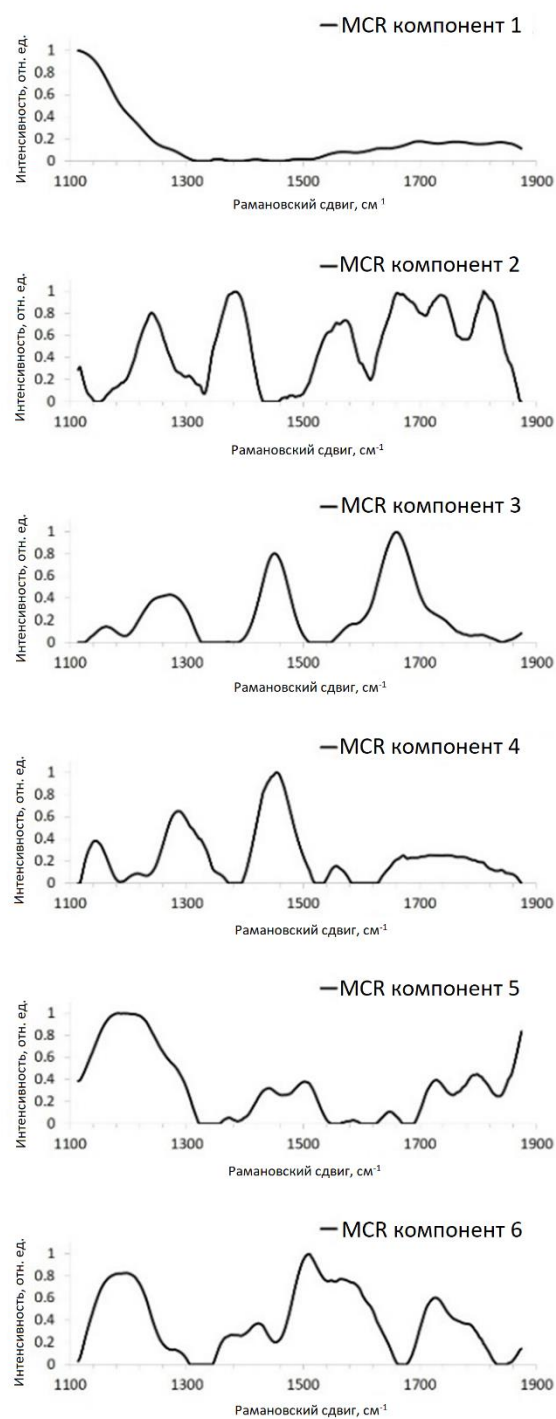 MCR компонент 1
Интенсивность, отн. ед.
1
0.8
0.6
0.4
0.2
0
1100 1300 1500 1700 1900
Рамановский сдвиг, см⁻¹
MCR компонент 2
Интенсивность, отн. ед.
1
0.8
0.6
0.4
0.2
0
1100 1300 1500 1700 1900
Рамановский сдвиг, см⁻¹
MCR компонент 3
Интенсивность, отн. ед.
1
0.8
0.6
0.4
0.2
0
1100 1300 1500 1700 1900
Рамановский сдвиг, см⁻¹
MCR компонент 4
Интенсивность, отн. ед.
1
0.8
0.6
0.4
0.2
0
1100 1300 1500 1700 1900
Рамановский сдвиг, см⁻¹
MCR компонент 5
Интенсивность, отн. ед.
1
0.8
0.6
0.4
0.2
0
1100 1300 1500 1700 1900
Рамановский сдвиг, см⁻¹
MCR компонент 6
Интенсивность, отн. ед.
1
0.8
0.6
0.4
0.2
0
1100 1300 1500 1700 1900
Рамановский сдвиг, см⁻¹